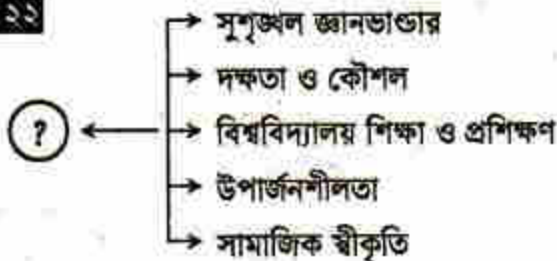 ২২
সুশৃঙ্খল জ্ঞানভাণ্ডার
দক্ষতা ও কৌশল
?
বিশ্ববিদ্যালয় শিক্ষা ও প্রশিক্ষণ
উপার্জনশীলতা
সামাজিক স্বীকৃতি